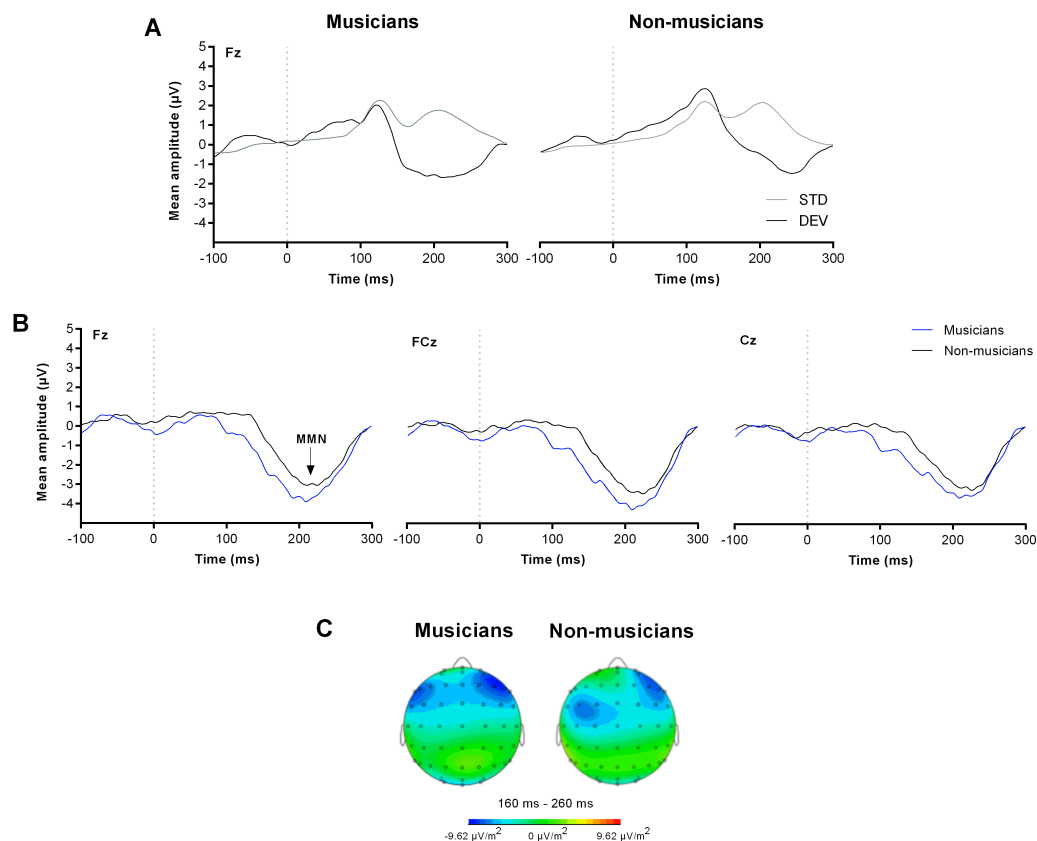 A
Musicians
Non-musicians
Fz
Mean amplitude (µV)
5
4
3
2
1
0
-1
-2
-3
-4
-100
0
100
200
300
Time (ms)
-100
0
100
200
300
Time (ms)
STD
DEV
B
Fz
FCz
Cz
Musicians
Non-musicians
Mean amplitude (µV)
5
4
3
2
1
0
-1
-2
-3
-4
MMN
-100
0
100
200
300
Time (ms)
-100
0
100
200
300
Time (ms)
-100
0
100
200
300
Time (ms)
C
Musicians
Non-musicians
160 ms - 260 ms
-9.62 µV/m²
0 µV/m²
9.62 µV/m²